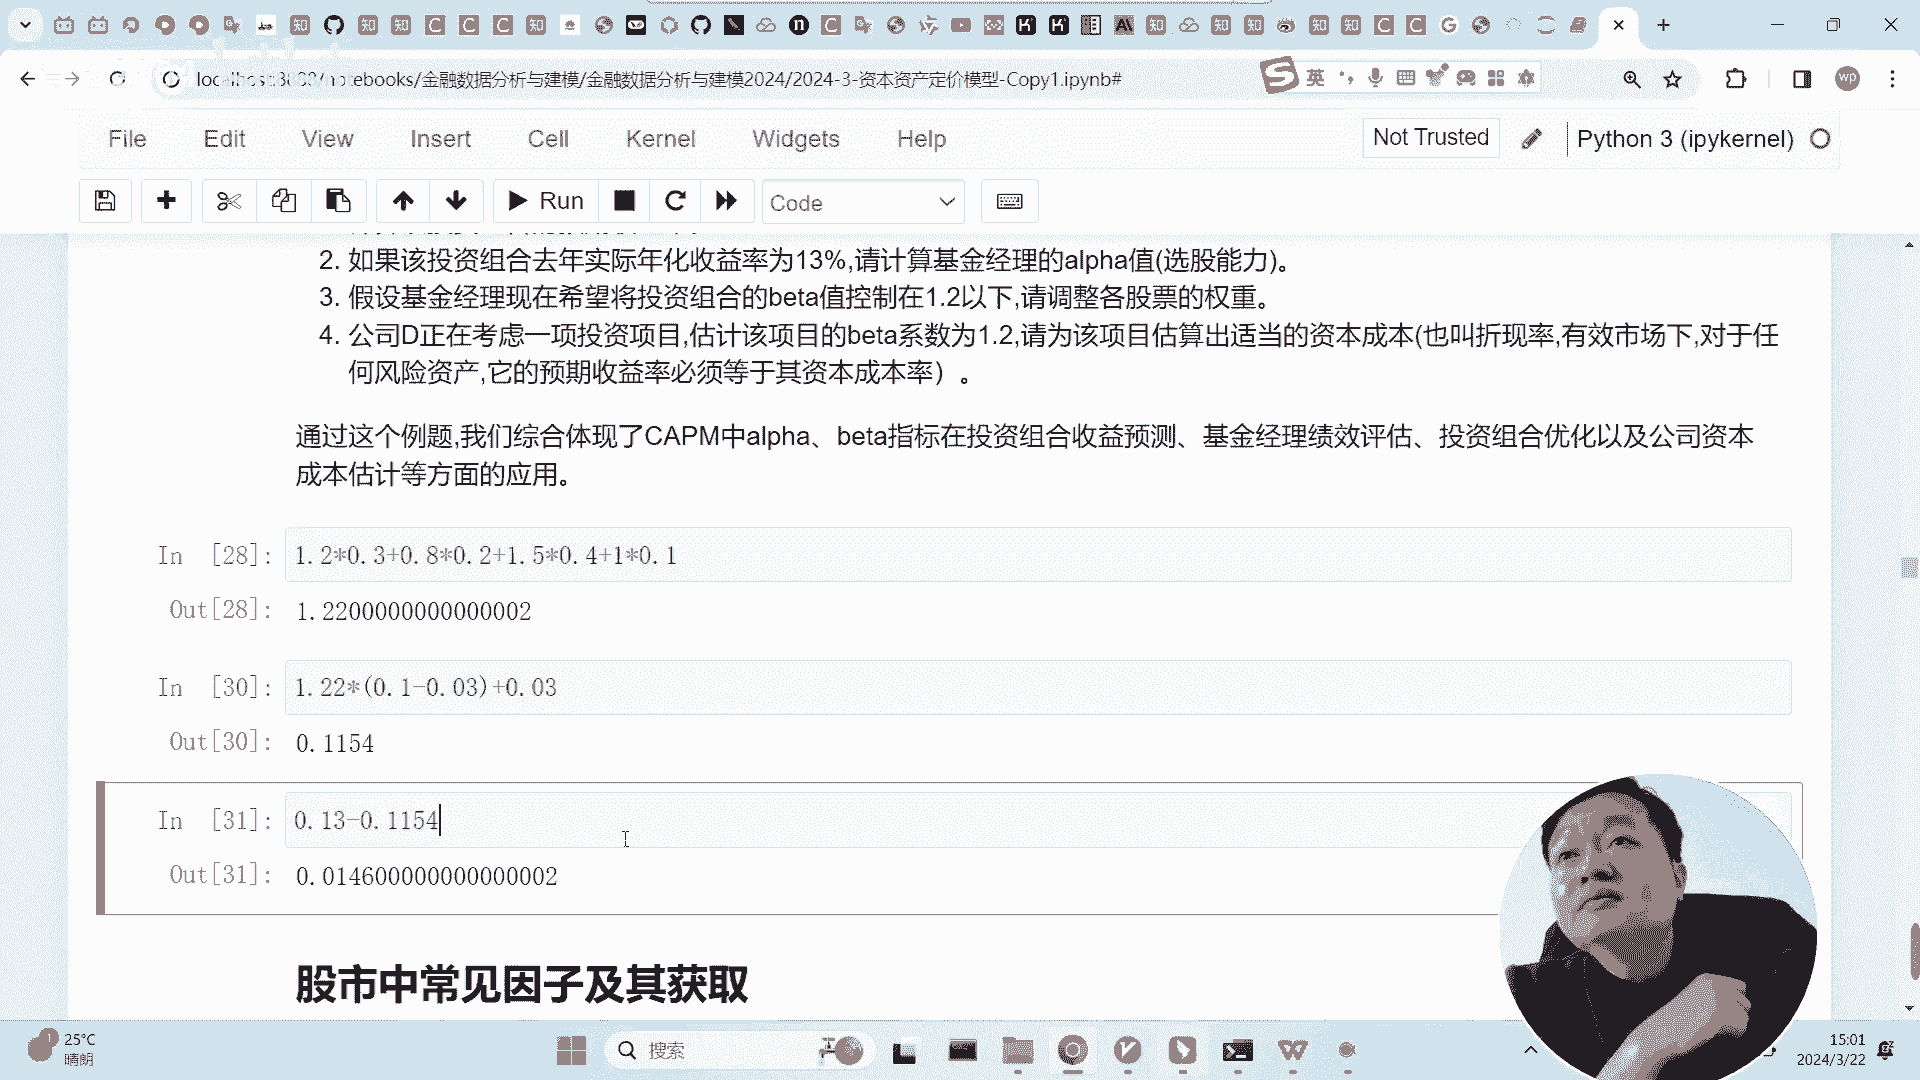 localhost:8888/notebooks/金融数据分析与建模/金融数据分析与建模2024/2024-3-资本资产定价模型-Copy1.ipynb#
英
wp
File Edit View Insert Cell Kernel Widgets Help
Not Trusted
Python 3 (ipykernel)
Run
Code
2. 如果该投资组合去年实际年化收益率为13%,请计算基金经理的alpha值(选股能力)。
3. 假设基金经理现在希望将投资组合的beta值控制在1.2以下,请调整各股票的权重。
4. 公司D正在考虑一项投资项目,估计该项目的beta系数为1.2,请为该项目估算出适当的资本成本(也叫折现率,有效市场下,对于任
何风险资产,它的预期收益率必须等于其资本成本率）。
通过这个例题,我们综合体现了CAPM中alpha、beta指标在投资组合收益预测、基金经理绩效评估、投资组合优化以及公司资本
成本估计等方面的应用。
In [28]: 1.2*0.3+0.8*0.2+1.5*0.4+1*0.1
Out[28]: 1.2200000000000002
In [30]: 1.22*(0.1-0.03)+0.03
Out[30]: 0.1154
In [31]: 0.13-0.1154
Out[31]: 0.014600000000000002
股市中常见因子及其获取
25°C
晴朗
搜索
15:01
2024/3/22